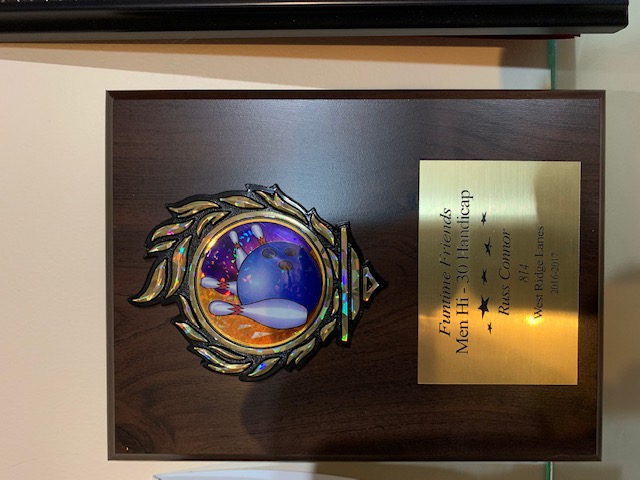 Funtime Friends
Men Hi - 30 Handicap
Russ Connor
814
West Ridge Lanes
2016-2017